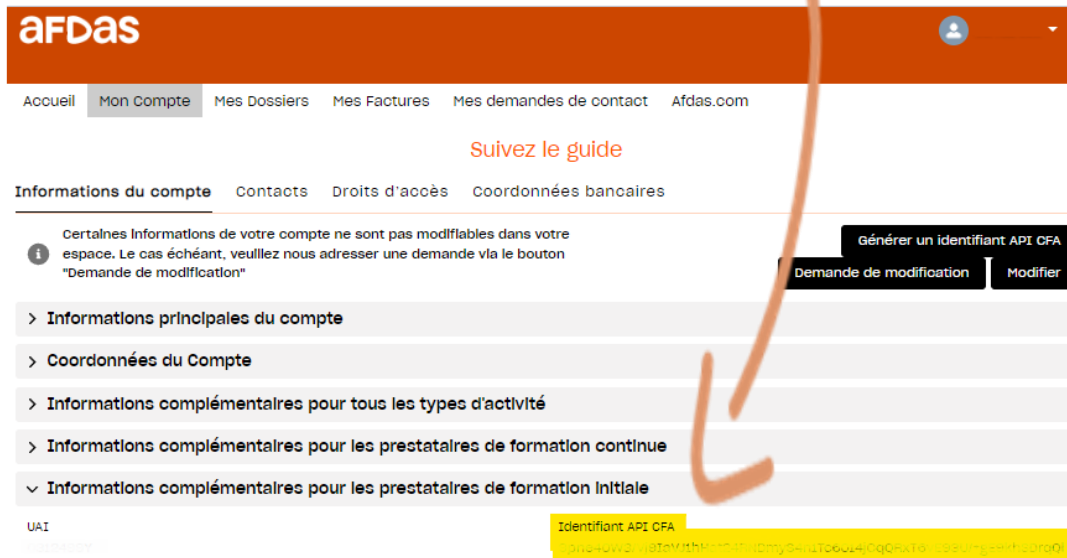 aFDas
Accueil Mon Compte Mes Dossiers Mes Factures Mes demandes de contact Afdas.com
Suivez le guide
Informations du compte Contacts Droits d'accès Coordonnées bancaires
Certaines informations de votre compte ne sont pas modifiables dans votre
espace. Le cas échéant, veuillez nous adresser une demande via le bouton
"Demande de modification"
Générer un identifiant API CFA
Demande de modification Modifier
Informations principales du compte
Coordonnées du Compte
Informations complémentaires pour tous les types d'activité
Informations complémentaires pour les prestataires de formation continue
Informations complémentaires pour les prestataires de formation initiale
UAI Identifiant API CFA